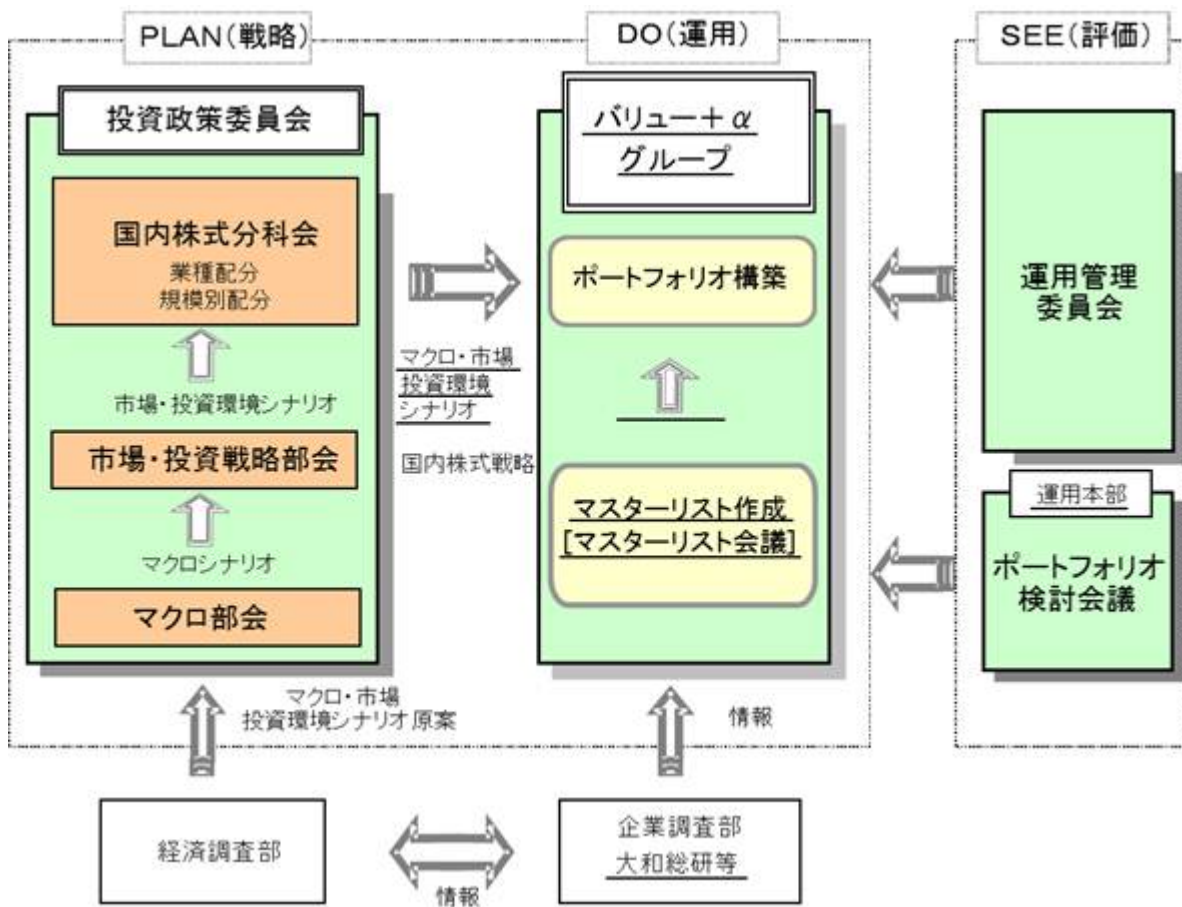 PLAN(戦略)
DO(運用)
SEE(評価)
投資政策委員会
国内株式分科会
業種配分
規模別配分
市場・投資環境シナリオ
市場・投資戦略部会
マクロシナリオ
マクロ部会
マクロ・市場
投資環境
シナリオ
国内株式戦略
バリュー+α
グループ
ポートフォリオ構築
マスターリスト作成
[マスターリスト会議]
運用管理
委員会
運用本部
ポートフォリオ
検討会議
マクロ・市場
投資環境シナリオ原案
情報
経済調査部
情報
企業調査部
大和総研等